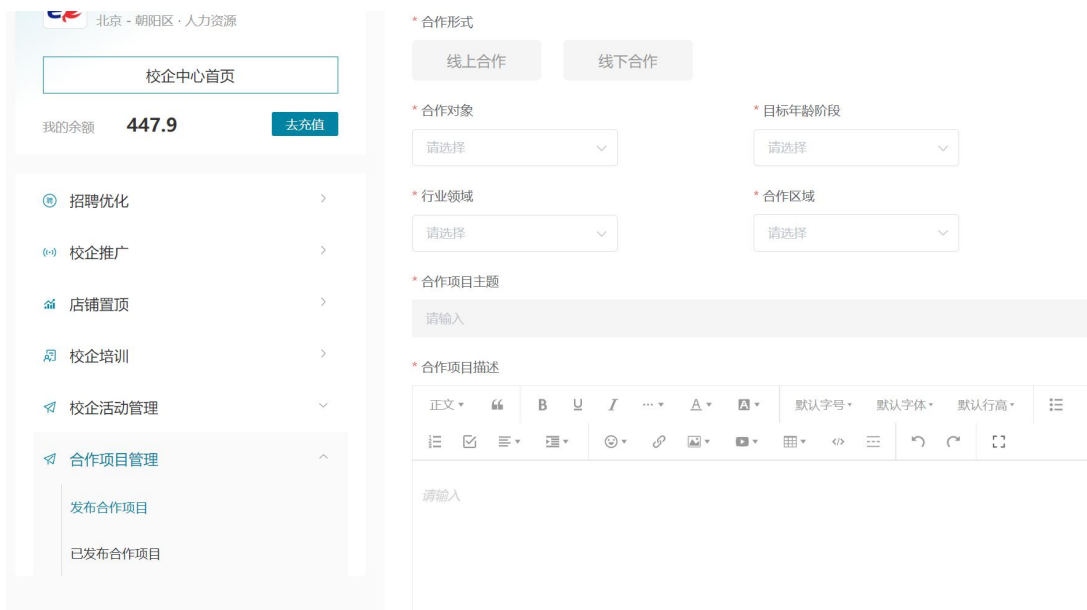 北京 - 朝阳区 · 人力资源
校企中心首页
我的余额 447.9 去充值
招聘优化
校企推广
店铺置顶
校企培训
校企活动管理
合作项目管理
发布合作项目
已发布合作项目
* 合作形式
线上合作 线下合作
* 合作对象 * 目标年龄阶段
请选择 请选择
* 行业领域 * 合作区域
请选择 请选择
* 合作项目主题
请输入
* 合作项目描述
正文 B U I ... A A 默认字号 默认字体 默认行高
请输入